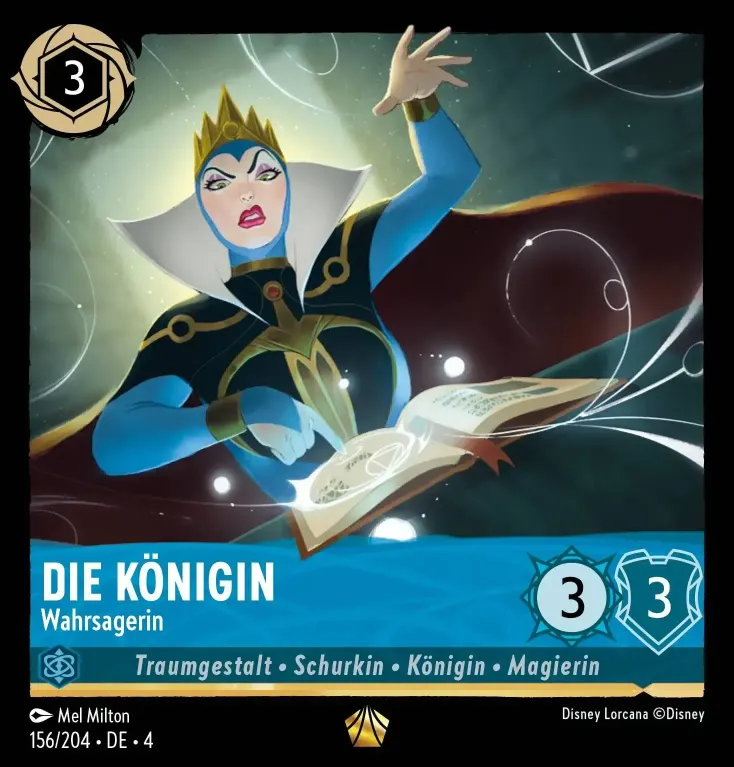 3
DIE KÖNIGIN
Wahrsagerin
3 3
Traumgestalt • Schurkin • Königin • Magierin
Mel Milton
Disney Lorcana ©Disney
156/204 • DE • 4